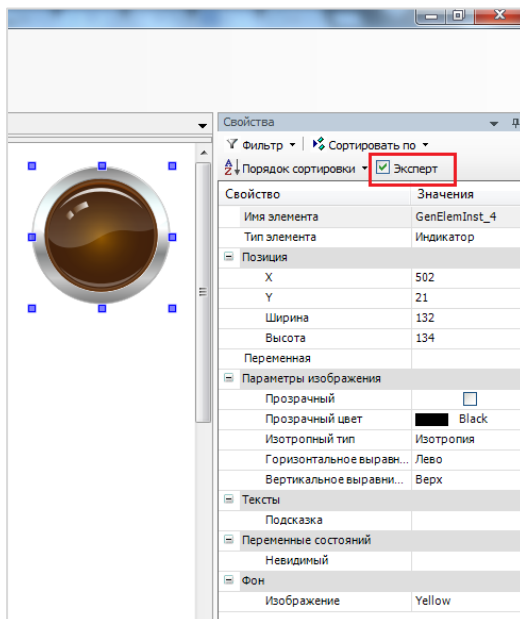 Свойства
Фильтр Сортировать по
Порядок сортировки Эксперт
Свойство Значения
Имя элемента GenElemInst_4
Тип элемента Индикатор
Позиция
X 502
Y 21
Ширина 132
Высота 134
Переменная
Параметры изображения
Прозрачный
Прозрачный цвет Black
Изотропный тип Изотропия
Горизонтальное выравн... Лево
Вертикальное выравни... Верх
Тексты
Подсказка
Переменные состояний
Невидимый
Фон
Изображение Yellow